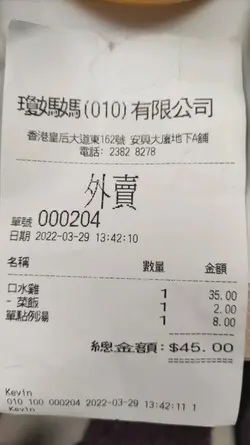 瓊媽媽(010)有限公司
香港皇后大道東162號 安興大廈地下A舖
電話: 2382 8278
外賣
單號 000204
日期 2022-03-29 13:42:10
名稱 數量 金額
口水雞 1 35.00
- 菜飯 1 2.00
單點例湯 1 8.00
總金額: $45.00
Kevin
010 100 000204 2022-03-29 13:42:11 1
Kevin